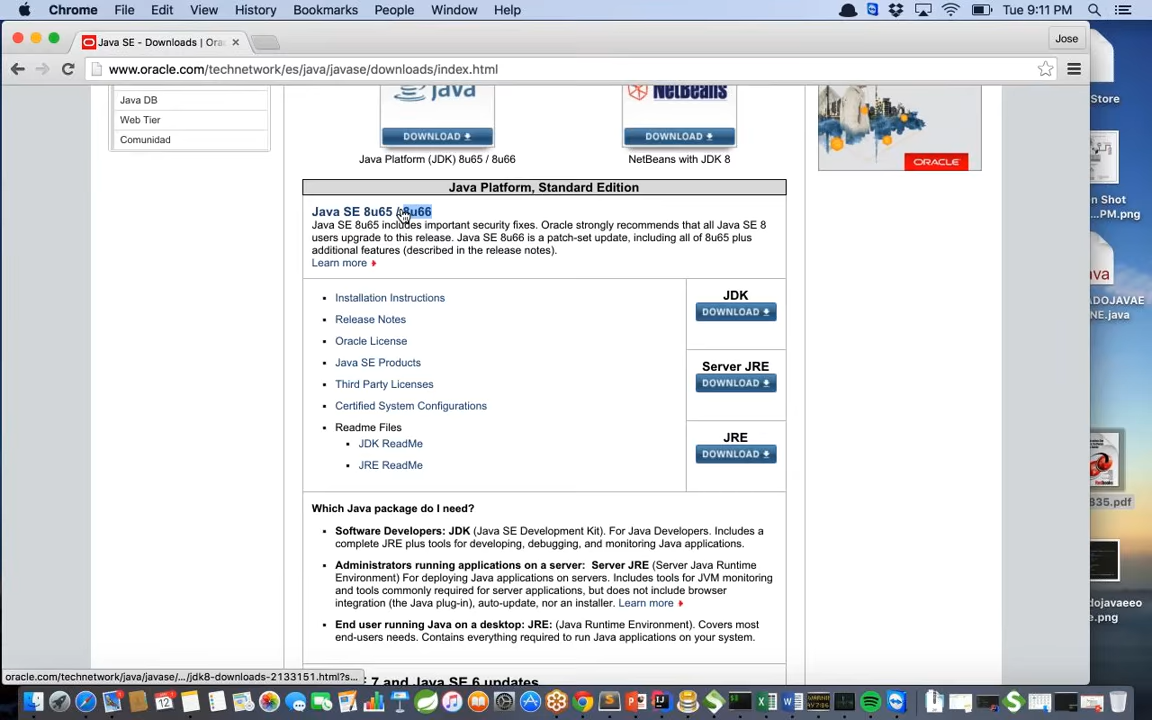 Chrome File Edit View History Bookmarks People Window Help Tue 9:11 PM
Java SE - Downloads | Ora
Jose
www.oracle.com/technetwork/es/java/javase/downloads/index.html
Java DB
Web Tier
Comunidad
Java
NetBeans
DOWNLOAD
DOWNLOAD
Java Platform (JDK) 8u65 / 8u66
NetBeans with JDK 8
ORACLE
Java Platform, Standard Edition
Java SE 8u65 / 8u66
Java SE 8u65 includes important security fixes. Oracle strongly recommends that all Java SE 8
users upgrade to this release. Java SE 8u66 is a patch-set update, including all of 8u65 plus
additional features (described in the release notes).
Learn more
Installation Instructions
Release Notes
Oracle License
Java SE Products
Third Party Licenses
Certified System Configurations
Readme Files
JDK ReadMe
JRE ReadMe
JDK
DOWNLOAD
Server JRE
DOWNLOAD
JRE
DOWNLOAD
Which Java package do I need?
Software Developers: JDK (Java SE Development Kit). For Java Developers. Includes a
complete JRE plus tools for developing, debugging, and monitoring Java applications.
Administrators running applications on a server: Server JRE (Server Java Runtime
Environment) For deploying Java applications on servers. Includes tools for JVM monitoring
and tools commonly required for server applications, but does not include browser
integration (the Java plug-in), auto-update, nor an installer. Learn more
End user running Java on a desktop: JRE: (Java Runtime Environment). Covers most
end-users needs. Contains everything required to run Java applications on your system.
7 and Java SE 6 updates
oracle.com/technetwork/java/javase/.../jdk8-downloads-2133151.html?s...
Store
n Shot
PM.png
ava
ADOJAVAE
NE.java
835.pdf
dojavaeeo
e.png